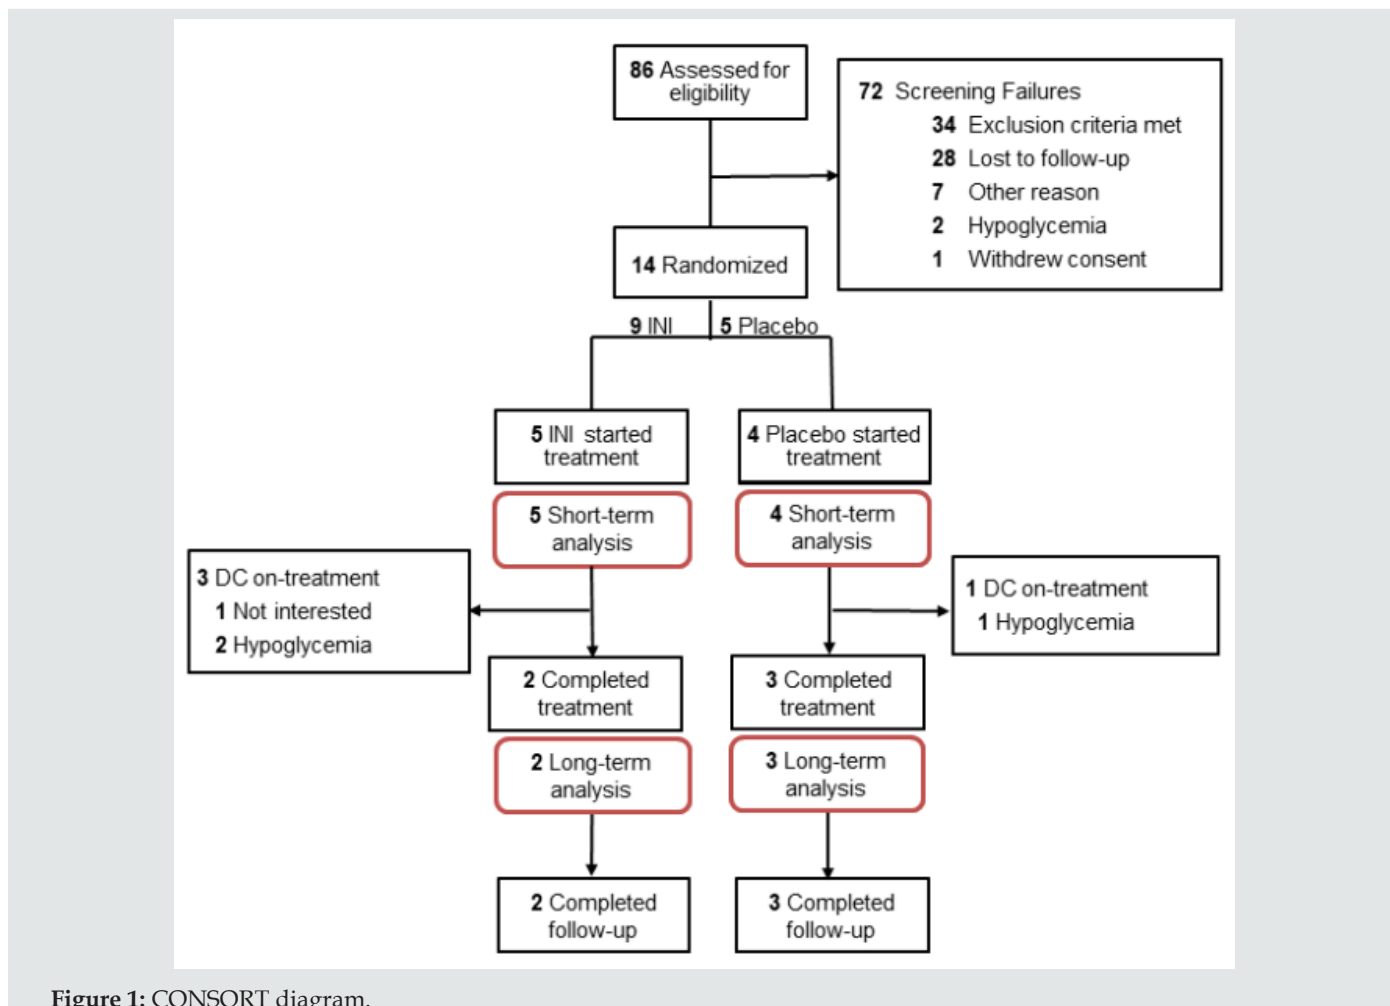 86 Assessed for
eligibility
72 Screening Failures
34 Exclusion criteria met
28 Lost to follow-up
7 Other reason
2 Hypoglycemia
1 Withdrew consent
14 Randomized
9 INI
5 Placebo
5 INI started
treatment
4 Placebo started
treatment
5 Short-term
analysis
4 Short-term
analysis
3 DC on-treatment
1 Not interested
2 Hypoglycemia
1 DC on-treatment
1 Hypoglycemia
2 Completed
treatment
3 Completed
treatment
2 Long-term
analysis
3 Long-term
analysis
2 Completed
follow-up
3 Completed
follow-up
Figure 1: CONSORT diagram.